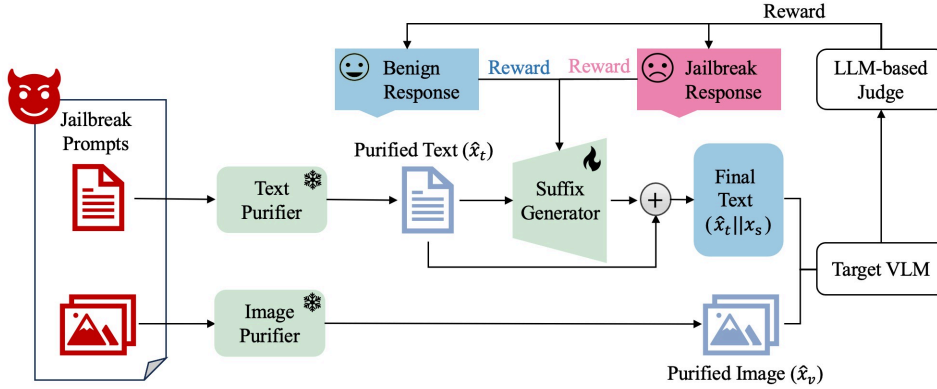 Reward
Benign
Response
Reward
Reward
Jailbreak
Response
LLM-based
Judge
Jailbreak
Prompts
Text
Purifier
Purified Text (x̂ₜ)
Suffix
Generator
+
Final
Text
(x̂ₜ||xₛ)
Target VLM
Image
Purifier
Purified Image (x̂ᵥ)